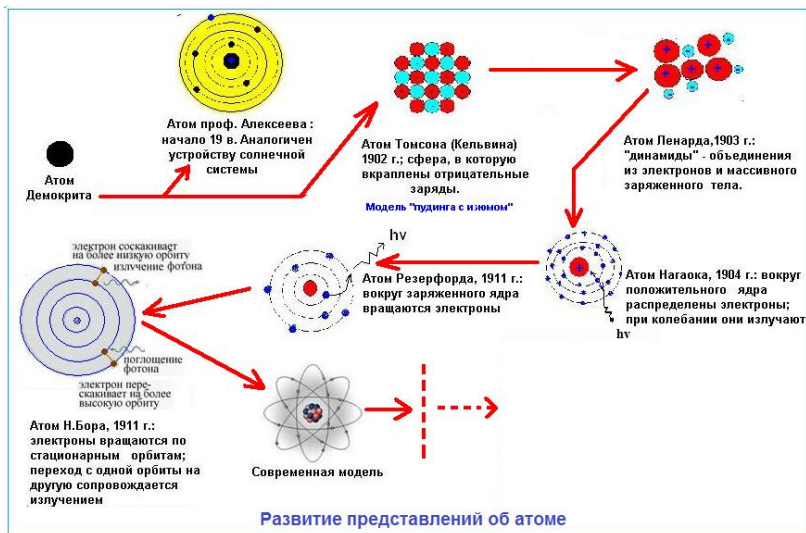 Атом проф. Алексеева :
начало 19 в. Аналогичен
устройству солнечной
системы
Атом
Демокрита
Атом Томсона (Кельвина)
1902 г.; сфера, в которую
вкраплены отрицательные
заряды.
Модель "пудинга с изюмом"
Атом Ленарда,1903 г.:
"динамиды" - объединения
из электронов и массивного
заряженного тела.
hν
Атом Нагаока, 1904 г.: вокруг
положительного ядра
распределены электроны;
при колебании они излучают
hν
Атом Резерфорда, 1911 г.:
вокруг заряженного ядра
вращаются электроны
электрон соскакивает
на более низкую орбиту
излучение фотона
поглощение
фотона
электрон пере-
скакивает на более
высокую орбиту
Атом Н.Бора, 1911 г.:
электроны вращаются по
стационарным орбитам;
переход с одной орбиты на
другую сопровождается
излучением
Современная модель
Развитие представлений об атоме